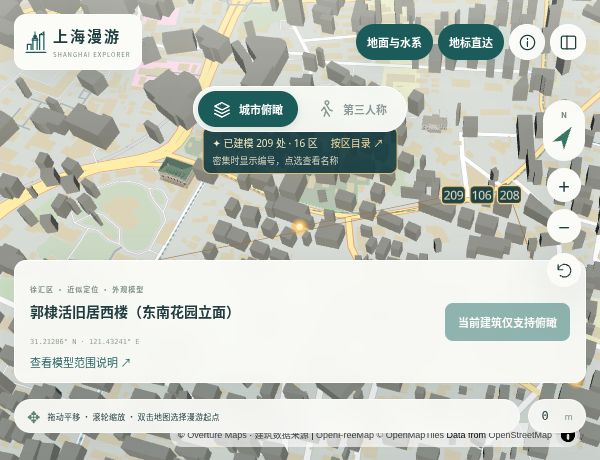 上海漫游
SHANGHAI EXPLORER
地面与水系
地标直达
城市俯瞰
第三人称
N
✦ 已建模 209 处 · 16 区 按区目录 ↗
密集时显示编号，点选查看名称
209 106 208
+
−
徐汇区 · 近似定位 · 外观模型
郭棣活旧居西楼（东南花园立面）
当前建筑仅支持俯瞰
31.21286° N · 121.43241° E
查看模型范围说明 ↗
拖动平移 · 滚轮缩放 · 双击地图选择漫游起点
0 m
© Overture Maps · 建筑数据来源 | OpenFreeMap © OpenMapTiles Data from OpenStreetMap